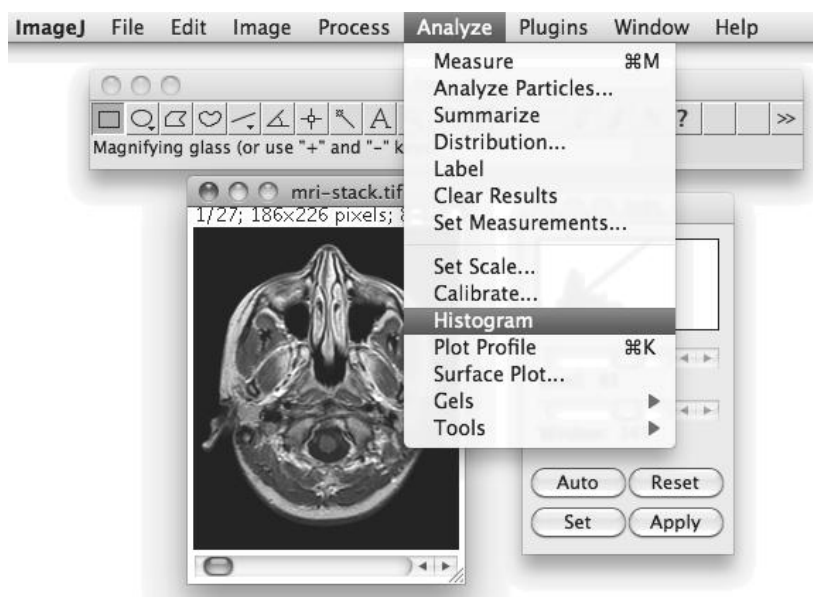 ImageJ File Edit Image Process Analyze Plugins Window Help
Measure ⌘M
Analyze Particles...
Summarize
Distribution...
Label
Clear Results
Set Measurements...
Set Scale...
Calibrate...
Histogram
Plot Profile ⌘K
Surface Plot...
Gels
Tools
A ? >>
Magnifying glass (or use "+" and "-" k
mri-stack.tif
1/27; 186x226 pixels;
Auto Reset
Set Apply